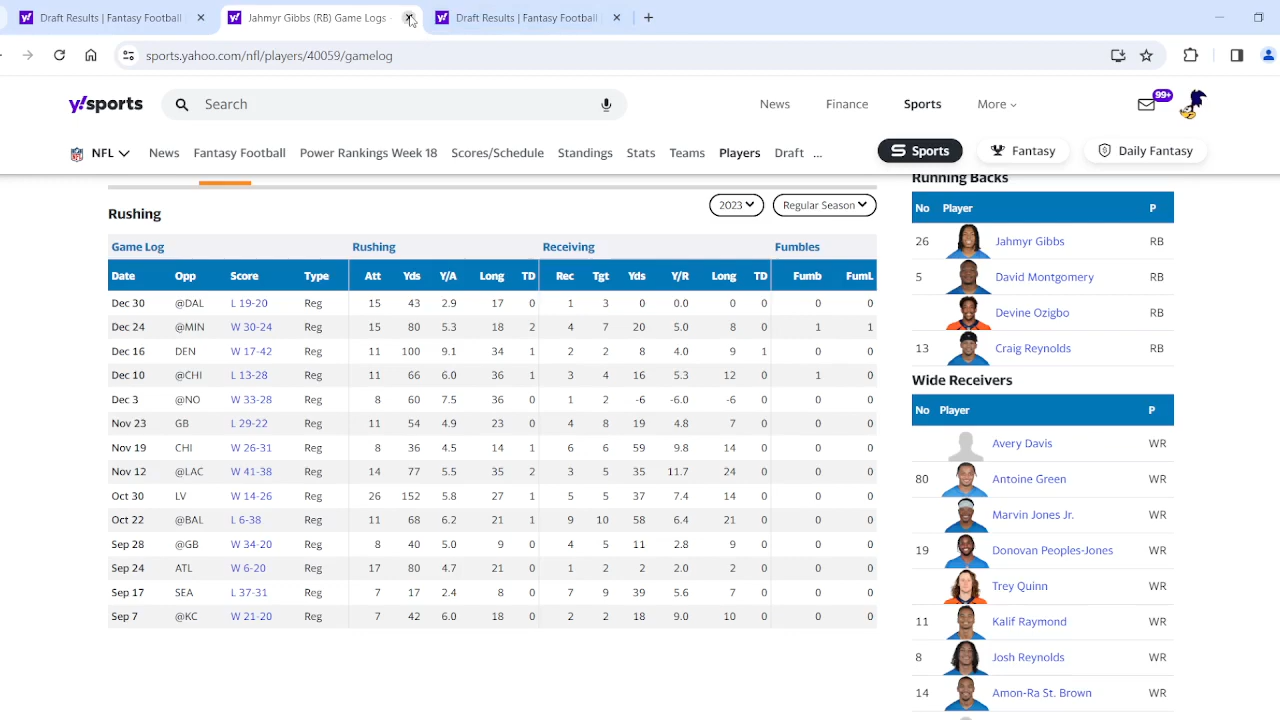 Draft Results | Fantasy Football
Jahmyr Gibbs (RB) Game Logs
Draft Results | Fantasy Football
sports.yahoo.com/nfl/players/40059/gamelog
y!sports
Search
News Finance Sports More
99+
NFL News Fantasy Football Power Rankings Week 18 Scores/Schedule Standings Stats Teams Players Draft ...
S Sports Fantasy Daily Fantasy
Rushing
2023 Regular Season
Game Log Rushing Receiving Fumbles
Date Opp Score Type Att Yds Y/A Long TD Rec Tgt Yds Y/R Long TD Fumb FumL
Dec 30 @DAL L 19-20 Reg 15 43 2.9 17 0 1 3 0 0.0 0 0 0 0
Dec 24 @MIN W 30-24 Reg 15 80 5.3 18 2 4 7 20 5.0 8 0 1 1
Dec 16 DEN W 17-42 Reg 11 100 9.1 34 1 2 2 8 4.0 9 1 0 0
Dec 10 @CHI L 13-28 Reg 11 66 6.0 36 1 3 4 16 5.3 12 0 1 0
Dec 3 @NO W 33-28 Reg 8 60 7.5 36 0 1 2 -6 -6.0 -6 0 0 0
Nov 23 GB L 29-22 Reg 11 54 4.9 23 0 4 8 19 4.8 7 0 0 0
Nov 19 CHI W 26-31 Reg 8 36 4.5 14 1 6 6 59 9.8 14 0 0 0
Nov 12 @LAC W 41-38 Reg 14 77 5.5 35 2 3 5 35 11.7 24 0 0 0
Oct 30 LV W 14-26 Reg 26 152 5.8 27 1 5 5 37 7.4 14 0 0 0
Oct 22 @BAL L 6-38 Reg 11 68 6.2 21 1 9 10 58 6.4 21 0 0 0
Sep 28 @GB W 34-20 Reg 8 40 5.0 9 0 4 5 11 2.8 9 0 0 0
Sep 24 ATL W 6-20 Reg 17 80 4.7 21 0 1 2 2 2.0 2 0 0 0
Sep 17 SEA L 37-31 Reg 7 17 2.4 8 0 7 9 39 5.6 7 0 0 0
Sep 7 @KC W 21-20 Reg 7 42 6.0 18 0 2 2 18 9.0 10 0 0 0
Running Backs
No Player P
26 Jahmyr Gibbs RB
5 David Montgomery RB
Devine Ozigbo RB
13 Craig Reynolds RB
Wide Receivers
No Player P
Avery Davis WR
80 Antoine Green WR
Marvin Jones Jr. WR
19 Donovan Peoples-Jones WR
Trey Quinn WR
11 Kalif Raymond WR
8 Josh Reynolds WR
14 Amon-Ra St. Brown WR